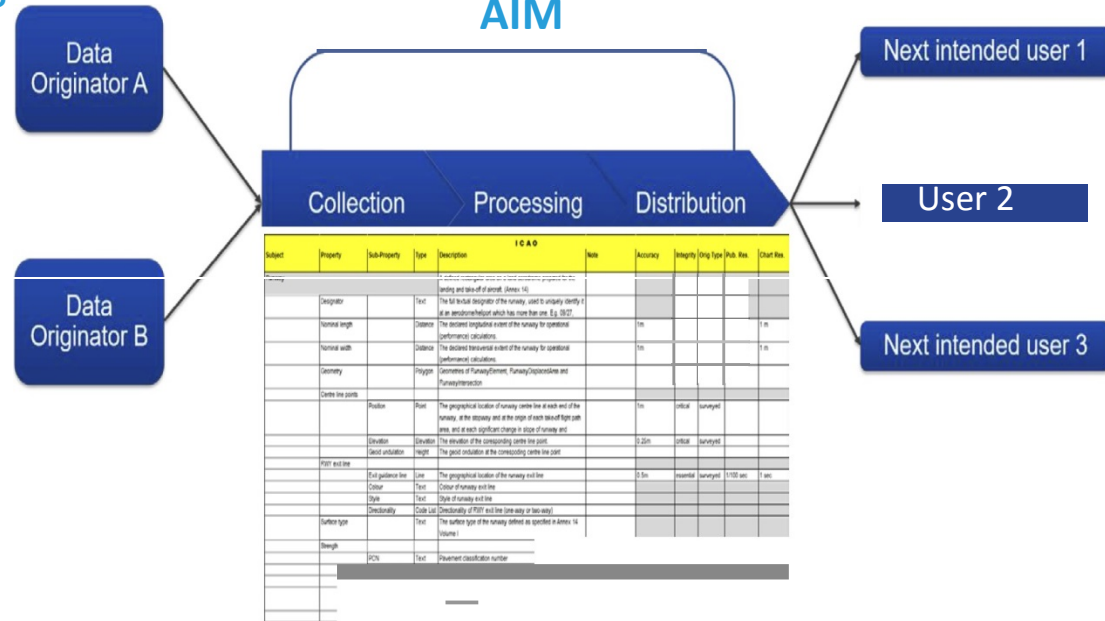 AIM
Data
Originator A
Data
Originator B
Collection Processing Distribution
Next intended user 1
User 2
Next intended user 3
ICAO
Subject Property Sub-Property Type Description Note Accuracy Integrity Orig Type Pub. Res. Chart Res.
landing and take-off of aircraft. (Annex 14)
Designator Text The full textual designator of the runway, used to uniquely identify it
at an aerodrome/heliport which has more than one. E.g. 09/27,
Nominal length Distance The declared longitudinal extent of the runway for operational 1m 1 m
(performance) calculations.
Nominal width Distance The declared transversal extent of the runway for operational 1m 1 m
(performance) calculations.
Geometry Polygon Geometries of RunwayElement, RunwayDisplacedArea and
RunwayIntersection
Centre line points
Position Point The geographical location of runway centre line at each end of the 1m critical surveyed
runway, at the stopway and at the origin of each take-off flight path
area, and at each significant change in slope of runway and
Elevation Elevation The elevation of the corresponding centre line point. 0.25m critical surveyed
Geoid undulation Height The geoid undulation at the corresponding centre line point
RWY exit line
Exit guidance line Line The geographical location of the runway exit line 0.5m essential surveyed 1/100 sec 1 sec
Colour Text Colour of runway exit line
Style Text Style of runway exit line
Directionality Code List Directionality of RWY exit line (one-way or two-way)
Surface type Text The surface type of the runway defined as specified in Annex 14
Volume I
Strength
PCN Text Pavement classification number